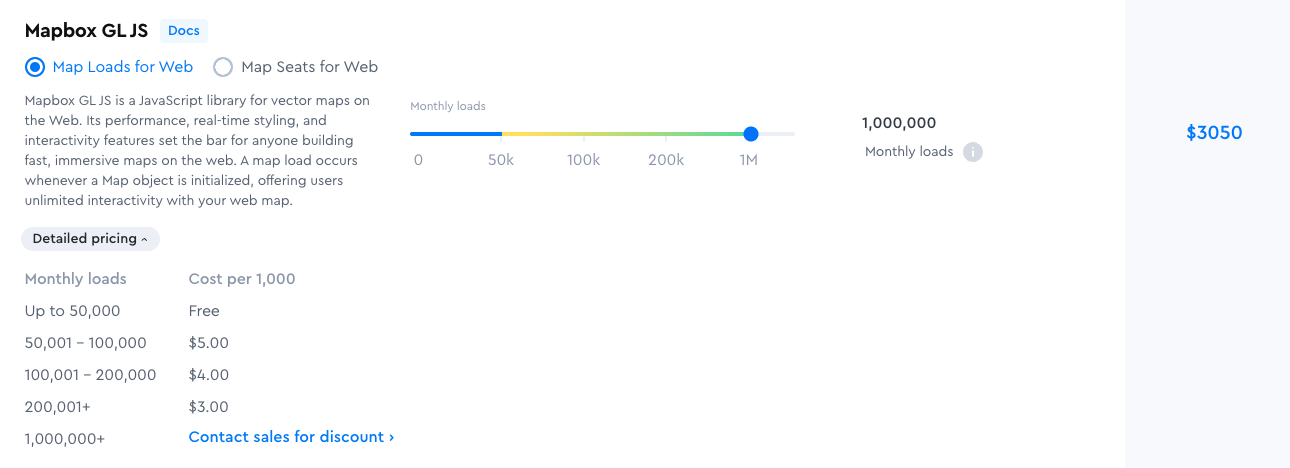 Mapbox GL JS Docs
Map Loads for Web Map Seats for Web
Mapbox GL JS is a JavaScript library for vector maps on
the Web. Its performance, real-time styling, and
interactivity features set the bar for anyone building
fast, immersive maps on the web. A map load occurs
whenever a Map object is initialized, offering users
unlimited interactivity with your web map.
Monthly loads
0 50k 100k 200k 1M
1,000,000
Monthly loads i
$3050
Detailed pricing
Monthly loads Cost per 1,000
Up to 50,000 Free
50,001 – 100,000 $5.00
100,001 – 200,000 $4.00
200,001+ $3.00
1,000,000+ Contact sales for discount ›